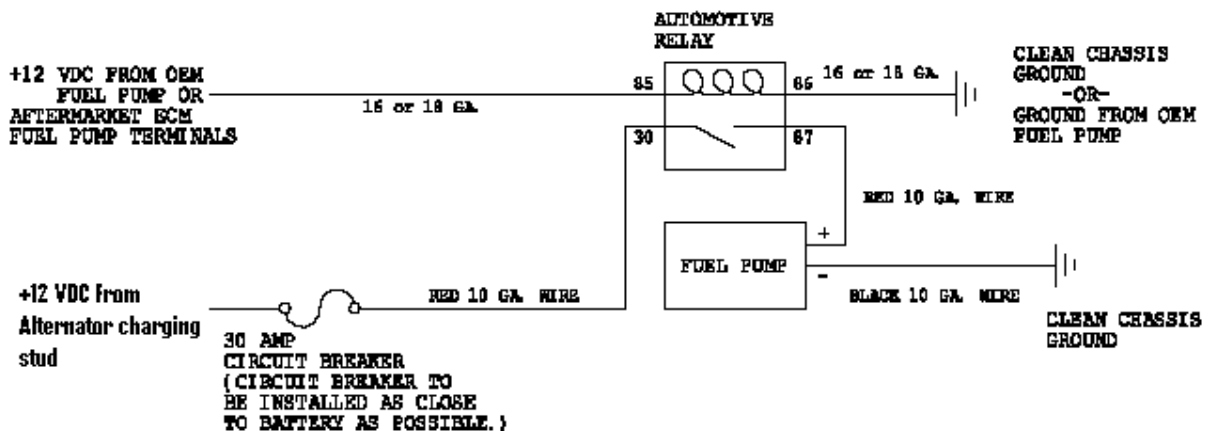 AUTOMOTIVE
RELAY
+12 VDC FROM OEM
FUEL PUMP OR
AFTERMARKET ECM
FUEL PUMP TERMINALS
16 or 18 GA.
85
86
16 or 18 GA.
CLEAN CHASSIS
GROUND
-OR-
GROUND FROM OEM
FUEL PUMP
30
87
RED 10 GA. WIRE
FUEL PUMP
+
-
BLACK 10 GA. WIRE
CLEAN CHASSIS
GROUND
+12 VDC from
Alternator charging
stud
RED 10 GA. WIRE
30 AMP
CIRCUIT BREAKER
(CIRCUIT BREAKER TO
BE INSTALLED AS CLOSE
TO BATTERY AS POSSIBLE.)